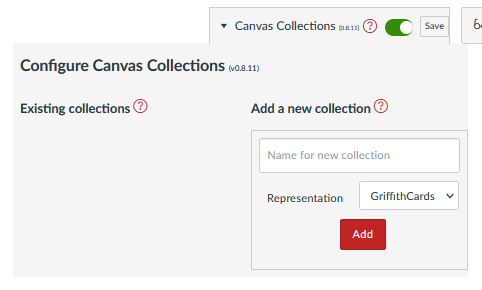 Canvas Collections (0.8.11) ? Save
Configure Canvas Collections (v0.8.11)
Existing collections ? Add a new collection ?
Name for new collection
Representation GriffithCards
Add